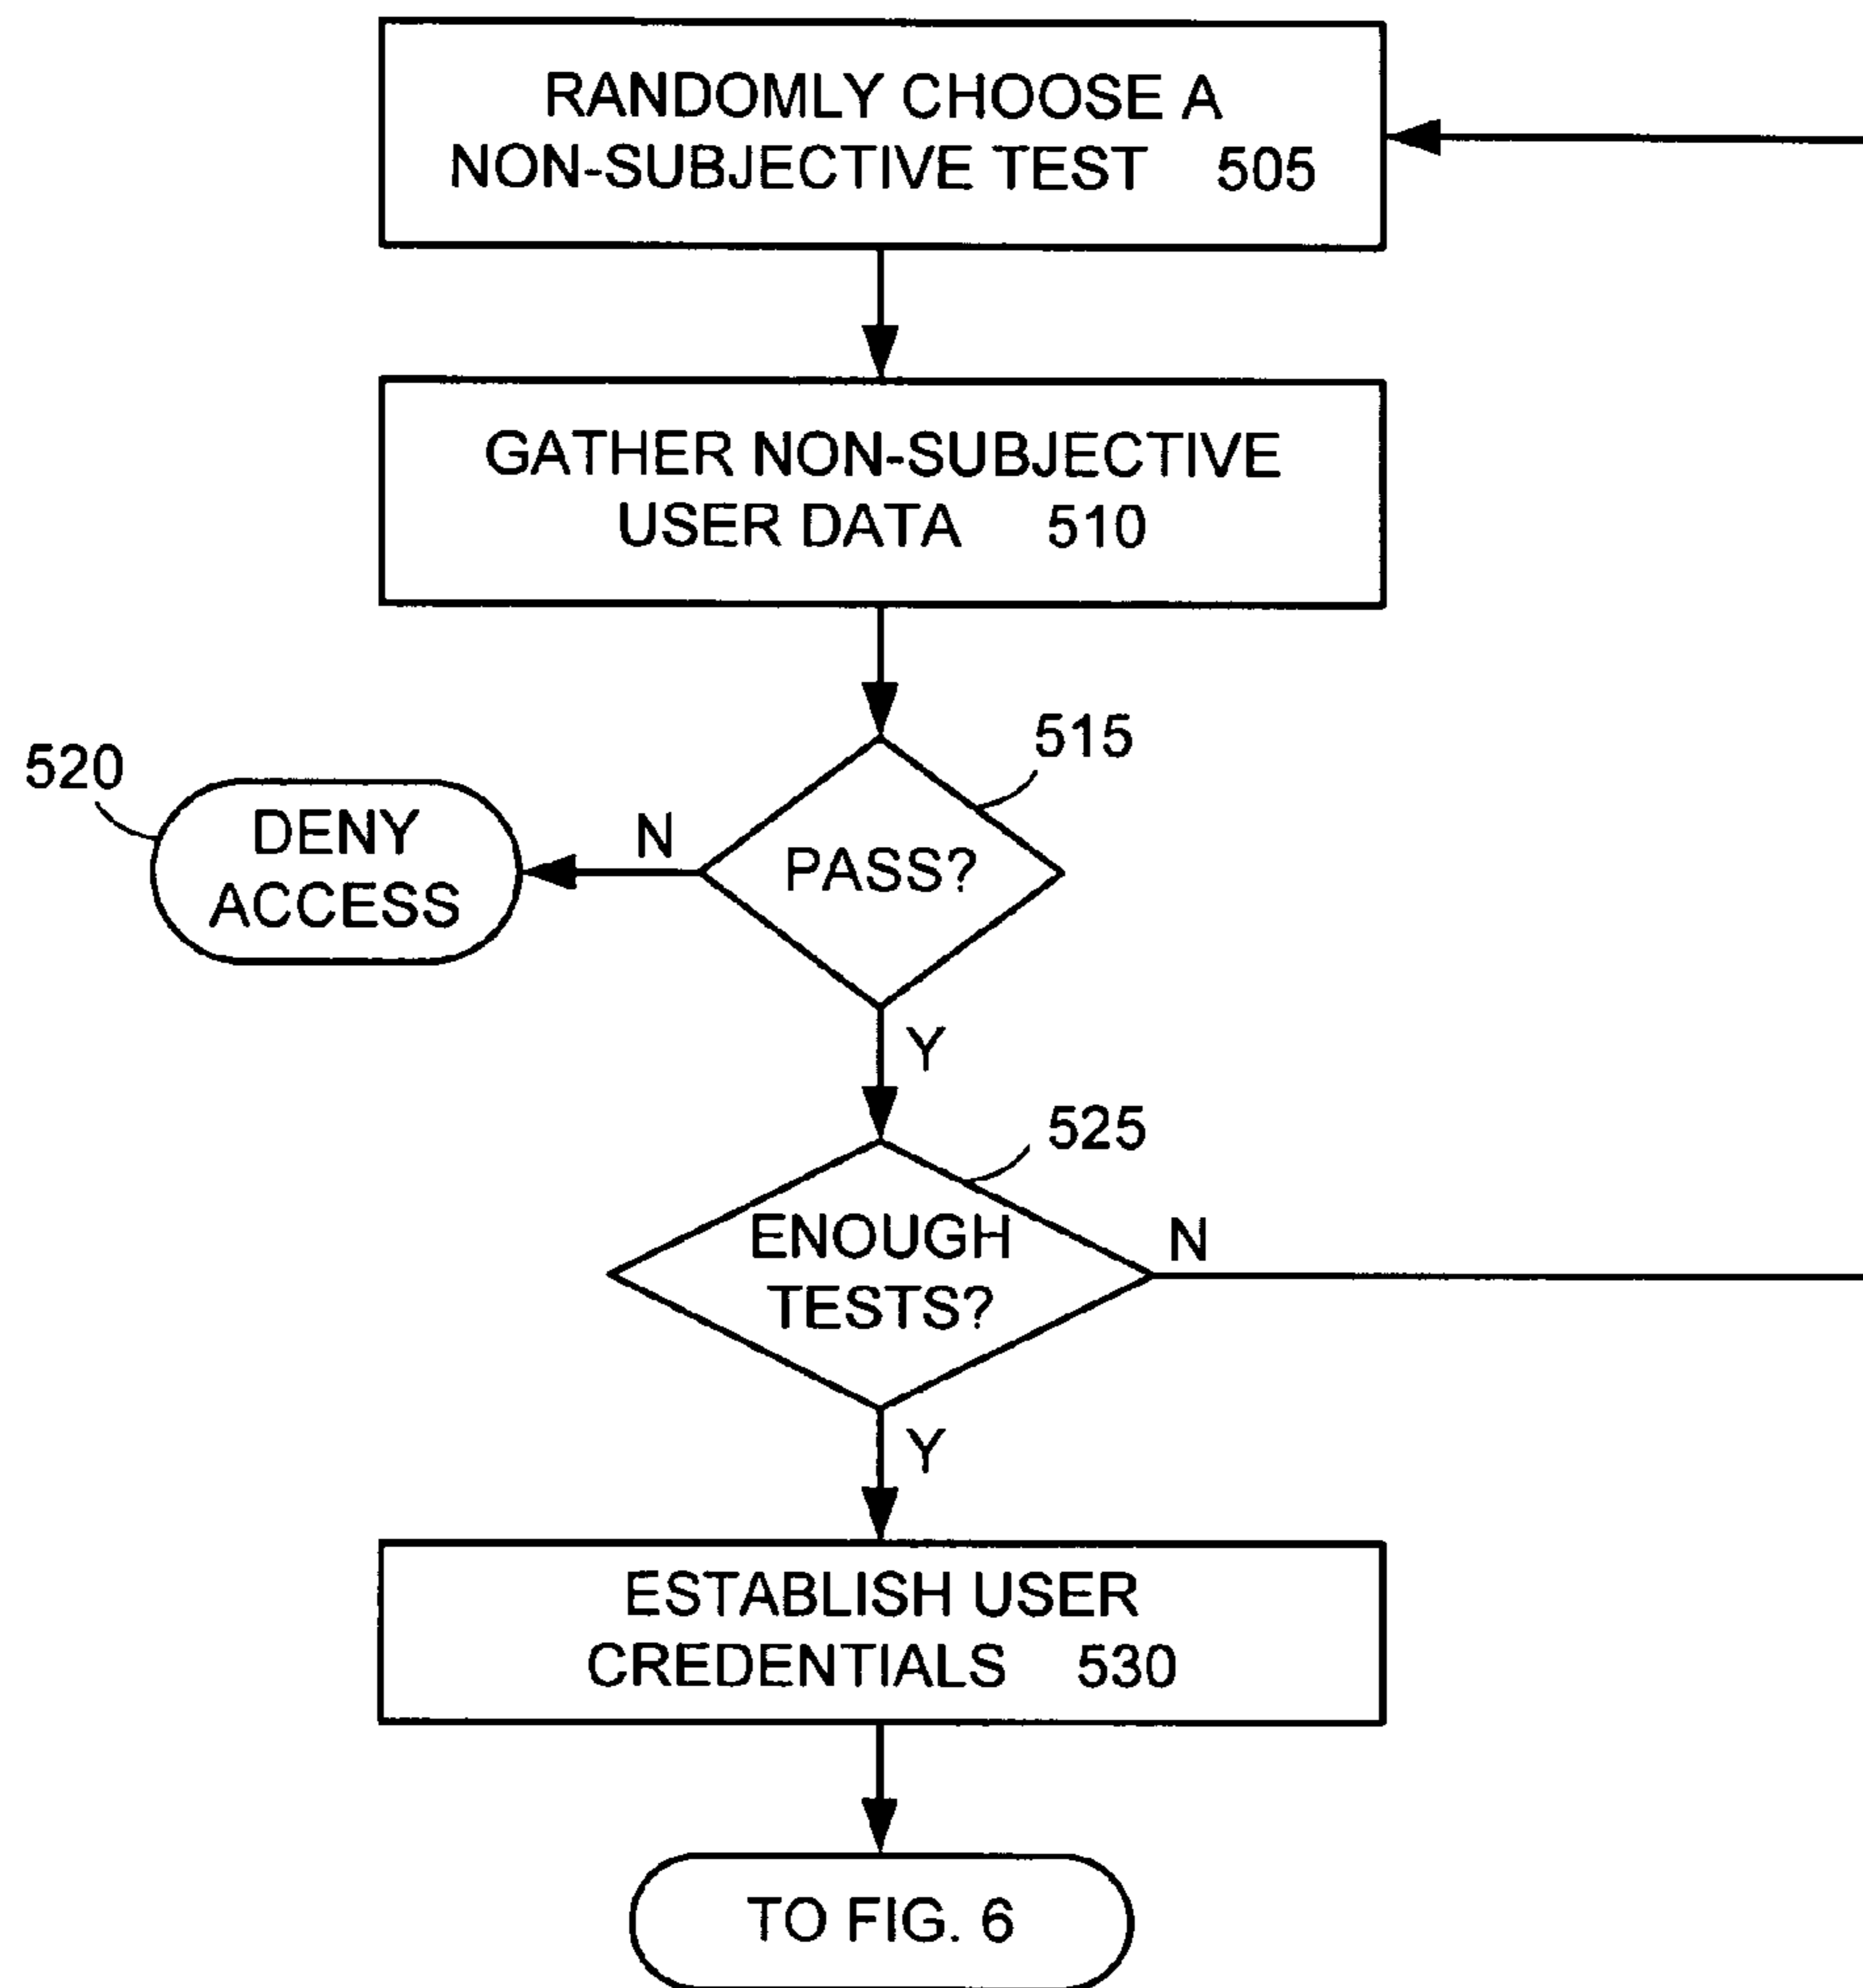 RANDOMLY CHOOSE A
NON-SUBJECTIVE TEST 505
GATHER NON-SUBJECTIVE
USER DATA 510
515
520
DENY
ACCESS
N
PASS?
Y
525
ENOUGH
TESTS?
N
Y
ESTABLISH USER
CREDENTIALS 530
TO FIG. 6